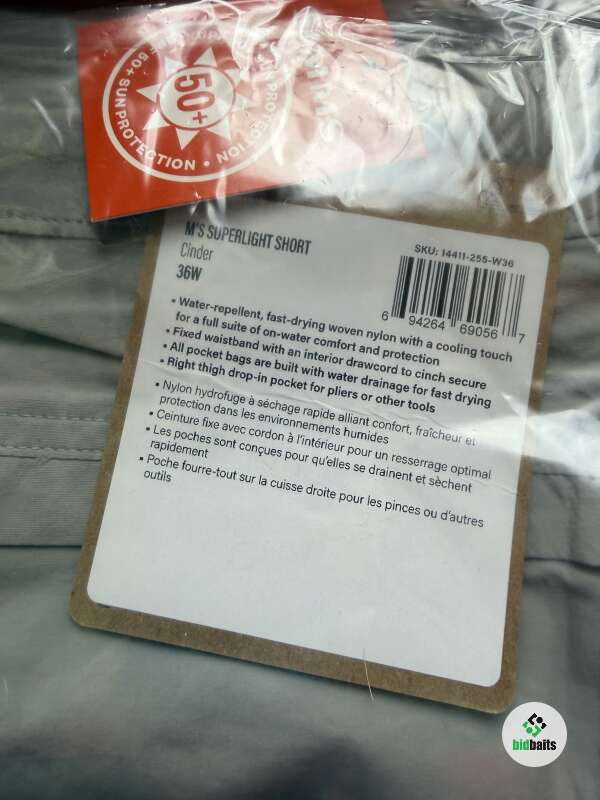 50+ SUN PROTECTION
50+
SIMMS
M'S SUPERLIGHT SHORT
Cinder
36W
SKU: 14411-255-W36
6 94264 69056 7
• Water-repellent, fast-drying woven nylon with a cooling touch
for a full suite of on-water comfort and protection
• Fixed waistband with an interior drawcord to cinch secure
• All pocket bags are built with water drainage for fast drying
• Right thigh drop-in pocket for pliers or other tools
• Nylon hydrofuge à séchage rapide alliant confort, fraîcheur et
protection dans les environnements humides
• Ceinture fixe avec cordon à l'intérieur pour un resserrage optimal
• Les poches sont conçues pour qu'elles se drainent et sèchent
rapidement
• Poche fourre-tout sur la cuisse droite pour les pinces ou d'autres
outils
bidbaits